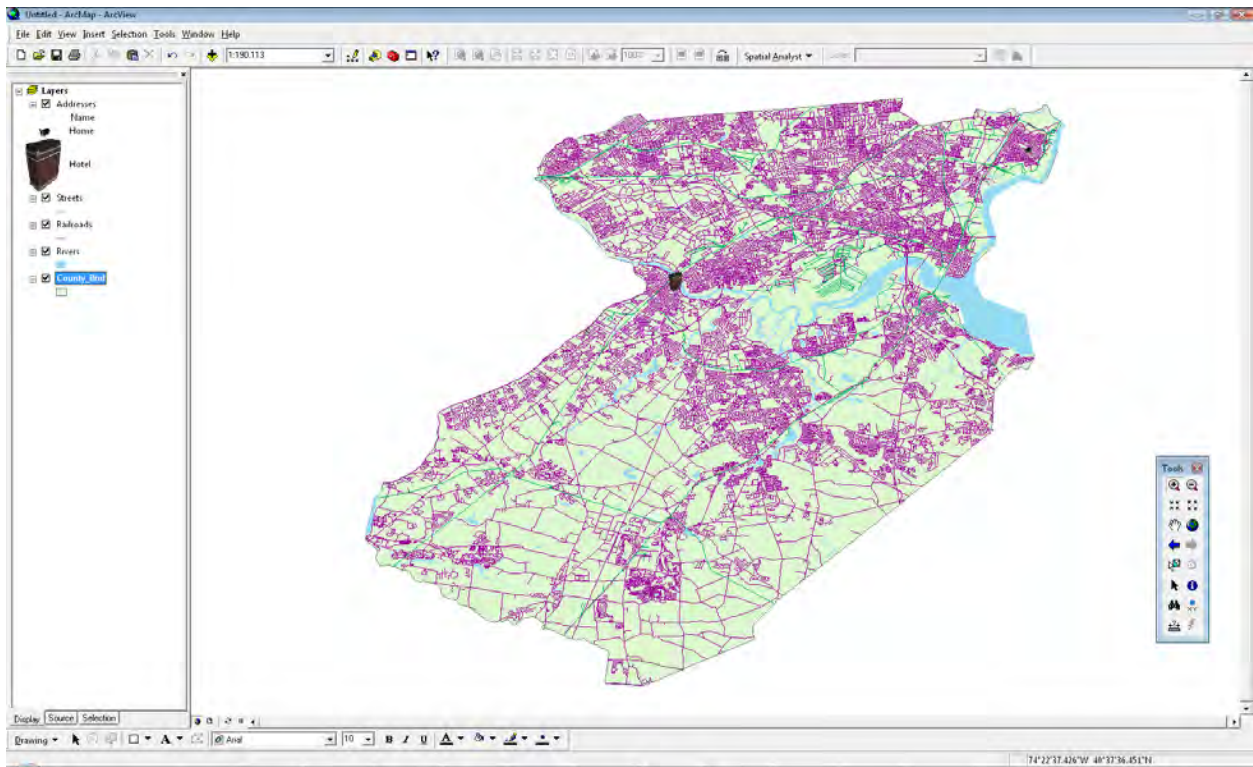 Untitled - ArcMap - ArcView
File Edit View Insert Selection Tools Window Help
1:190,113 100% Spatial Analyst
Layers
Addresses
Name
Home
Hotel
Streets
Railroads
Rivers
County_Bnd
Tools
Display Source Selection
Drawing A Arial 10 B I U A
74°22'37.426"W 40°37'36.451"N